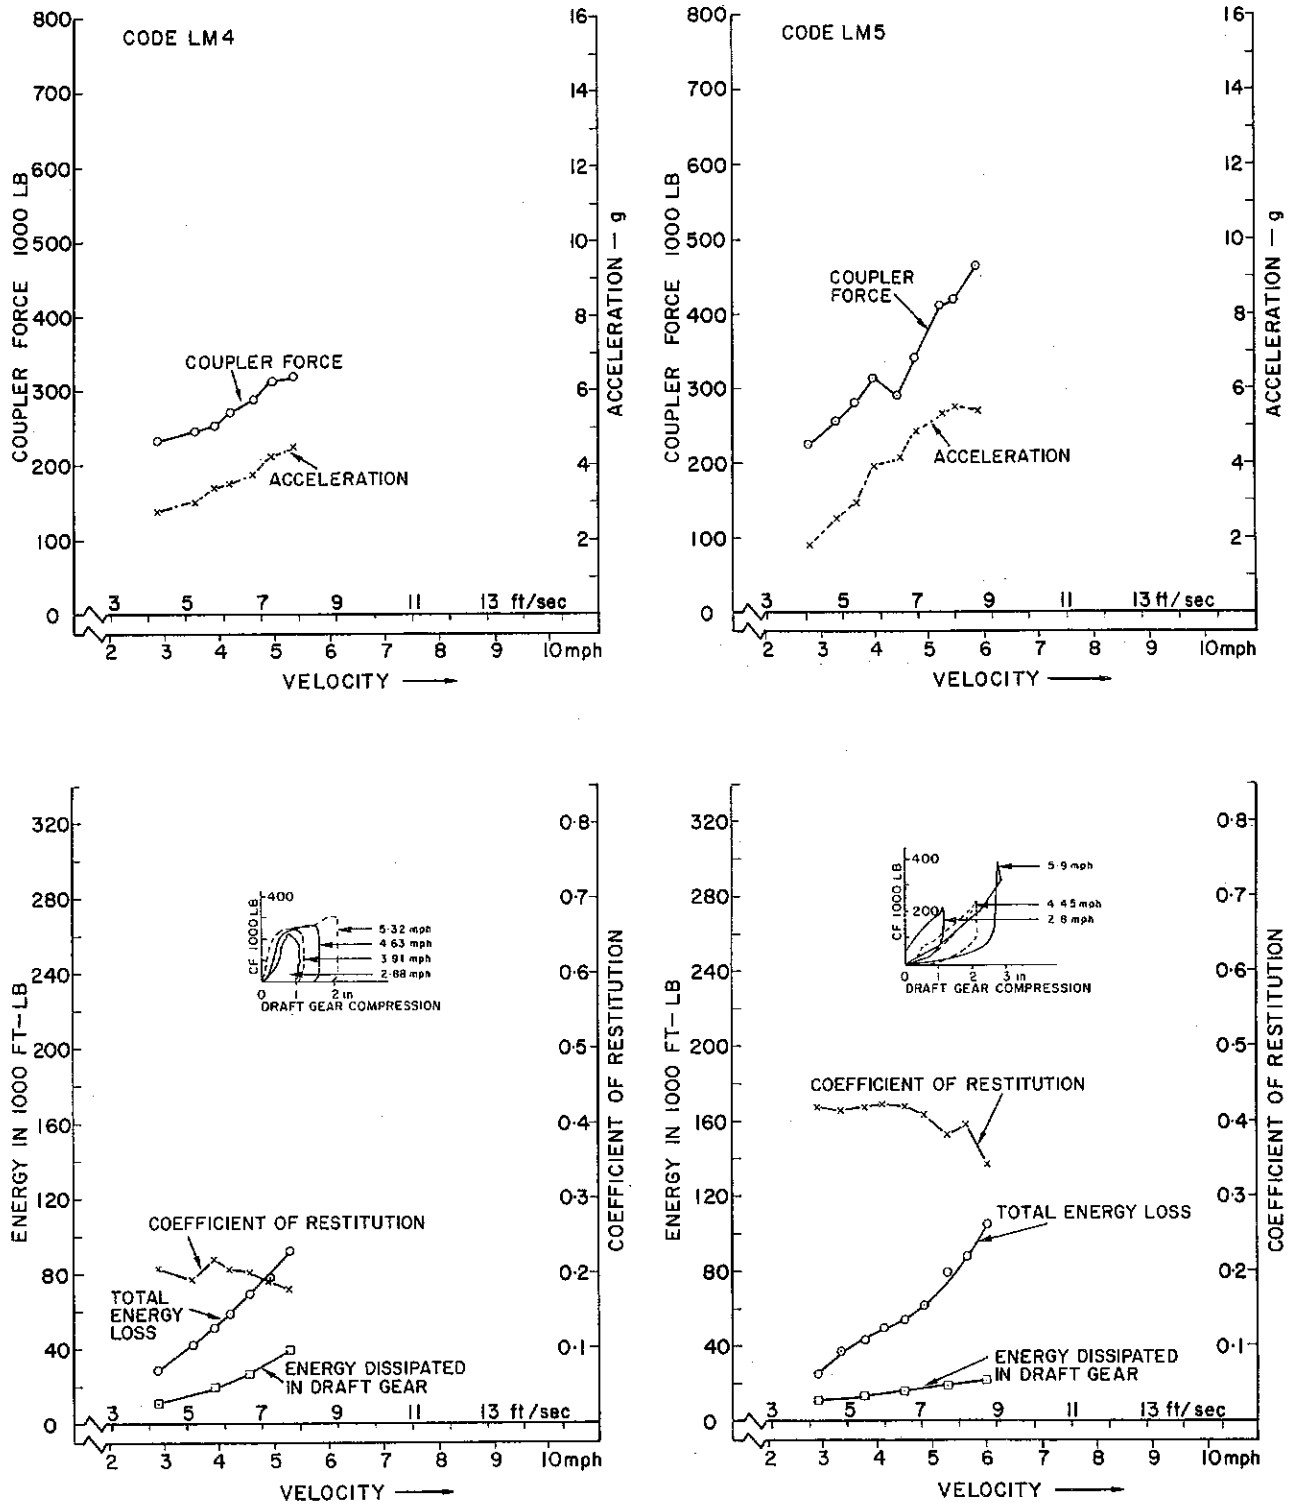 CODE LM4
800
700
600
500
400
300
200
100
0
COUPLER FORCE 1000 LB
16
14
12
10
8
6
4
2
ACCELERATION — g
COUPLER FORCE
ACCELERATION
3 5 7 9 11 13 ft/sec
2 3 4 5 6 7 8 9 10 mph
VELOCITY
CODE LM5
800
700
600
500
400
300
200
100
0
COUPLER FORCE 1000 LB
16
14
12
10
8
6
4
2
ACCELERATION — g
COUPLER
FORCE
ACCELERATION
3 5 7 9 11 13 ft/sec
2 3 4 5 6 7 8 9 10 mph
VELOCITY
320
280
240
200
160
120
80
40
0
ENERGY IN 1000 FT-LB
0·8
0·7
0·6
0·5
0·4
0·3
0·2
0·1
COEFFICIENT OF RESTITUTION
400
CF 1000 LB
5·32 mph
4·63 mph
3·91 mph
2·88 mph
0 1 2 in
DRAFT GEAR COMPRESSION
COEFFICIENT OF RESTITUTION
TOTAL
ENERGY
LOSS
ENERGY DISSIPATED
IN DRAFT GEAR
3 5 7 9 11 13 ft/sec
2 3 4 5 6 7 8 9 10 mph
VELOCITY
320
280
240
200
160
120
80
40
0
ENERGY IN 1000 FT-LB
0·8
0·7
0·6
0·5
0·4
0·3
0·2
0·1
COEFFICIENT OF RESTITUTION
400
200
CF 1000 LB
5·9 mph
4·45 mph
2·8 mph
0 1 2 3 in
DRAFT GEAR COMPRESSION
COEFFICIENT OF RESTITUTION
TOTAL ENERGY LOSS
ENERGY DISSIPATED
IN DRAFT GEAR
3 5 7 9 11 13 ft/sec
2 3 4 5 6 7 8 9 10 mph
VELOCITY